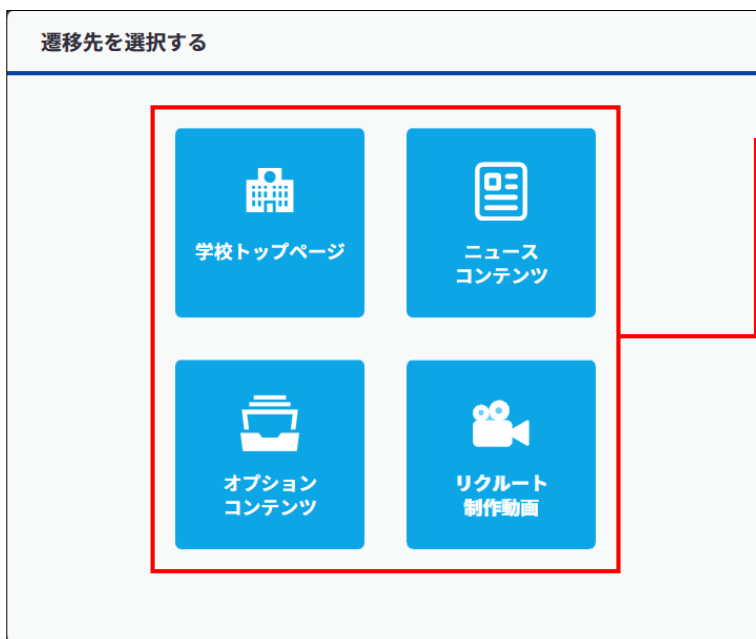 遷移先を選択する
学校トップページ
ニュース
コンテンツ
オプション
コンテンツ
リクルート
制作動画